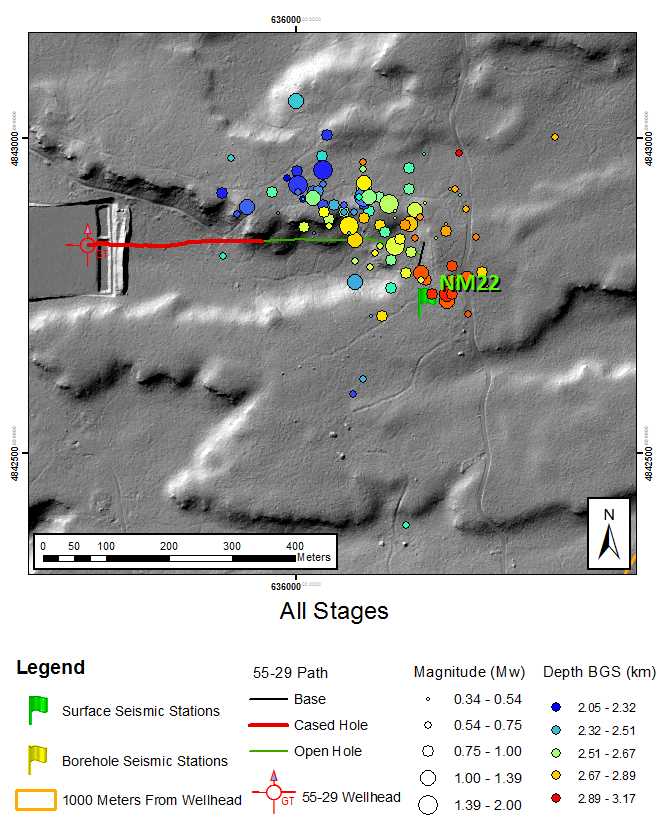 636000
4843000
4843000
GT
NM22
4842500
4842500
N
0 50 100 200 300 400
Meters
636000
All Stages
Legend
Surface Seismic Stations
Borehole Seismic Stations
1000 Meters From Wellhead
55-29 Path
Base
Cased Hole
Open Hole
GT 55-29 Wellhead
Magnitude (Mw)
0.34 - 0.54
0.54 - 0.75
0.75 - 1.00
1.00 - 1.39
1.39 - 2.00
Depth BGS (km)
2.05 - 2.32
2.32 - 2.51
2.51 - 2.67
2.67 - 2.89
2.89 - 3.17